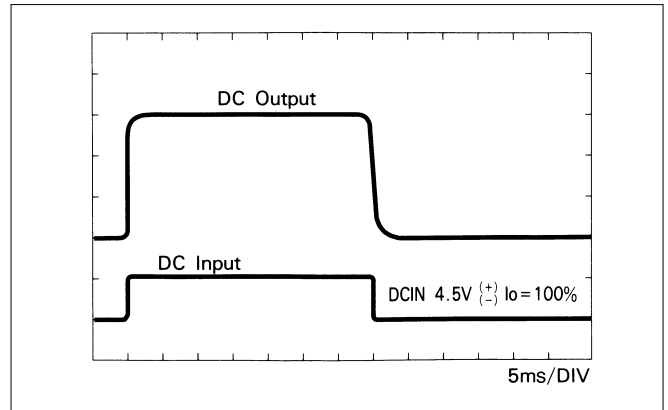 DC Output
DC Input
DCIN 4.5V (+) (−) Io=100%
5ms/DIV